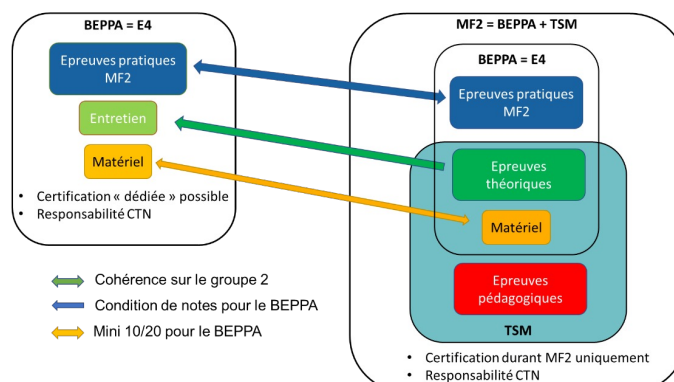 BEPPA = E4
Epreuves pratiques
MF2
Entretien
Matériel
• Certification « dédiée » possible
• Responsabilité CTN
Cohérence sur le groupe 2
Condition de notes pour le BEPPA
Mini 10/20 pour le BEPPA
MF2 = BEPPA + TSM
BEPPA = E4
Epreuves pratiques
MF2
Epreuves
théoriques
Matériel
Epreuves
pédagogiques
TSM
• Certification durant MF2 uniquement
• Responsabilité CTN